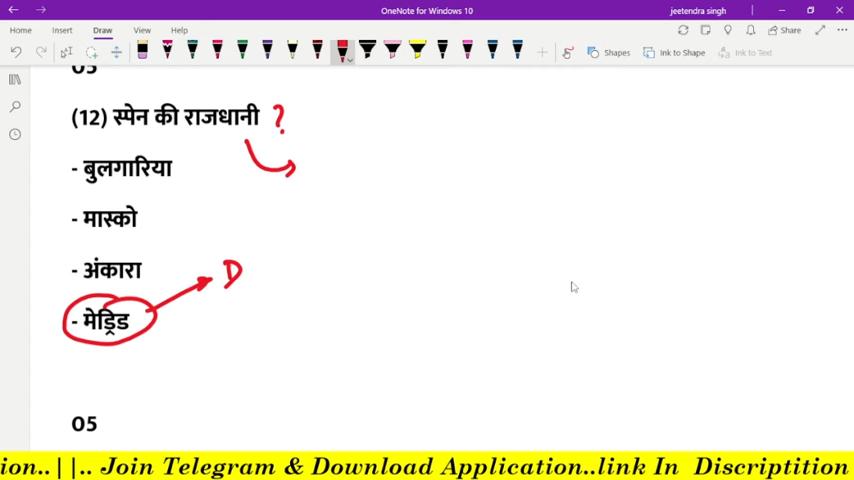 OneNote for Windows 10
jeetendra singh
Home Insert Draw View Help
Share
Shapes Ink to Shape Ink to Text
05
(12) स्पेन की राजधानी ?
- बुलगारिया
- मास्को
- अंकारा
D
- मेड्रिड
05
ion..||.. Join Telegram & Download Application..link In Discriptition